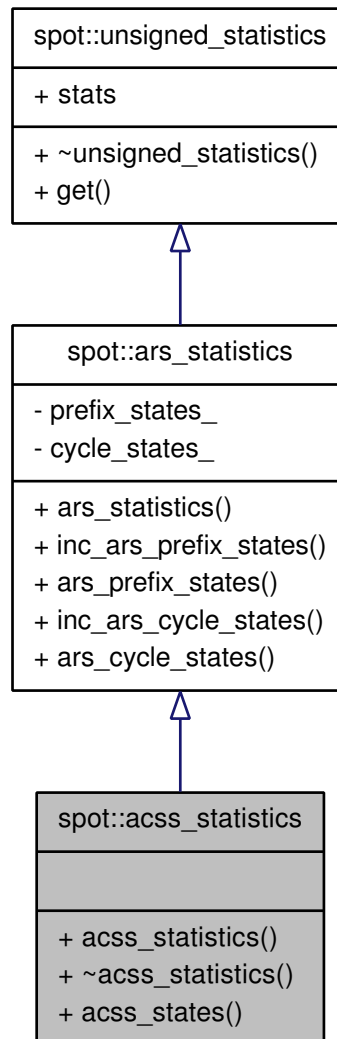 spot::unsigned_statistics
+ stats
+ ~unsigned_statistics()
+ get()
spot::ars_statistics
- prefix_states_
- cycle_states_
+ ars_statistics()
+ inc_ars_prefix_states()
+ ars_prefix_states()
+ inc_ars_cycle_states()
+ ars_cycle_states()
spot::acss_statistics
+ acss_statistics()
+ ~acss_statistics()
+ acss_states()